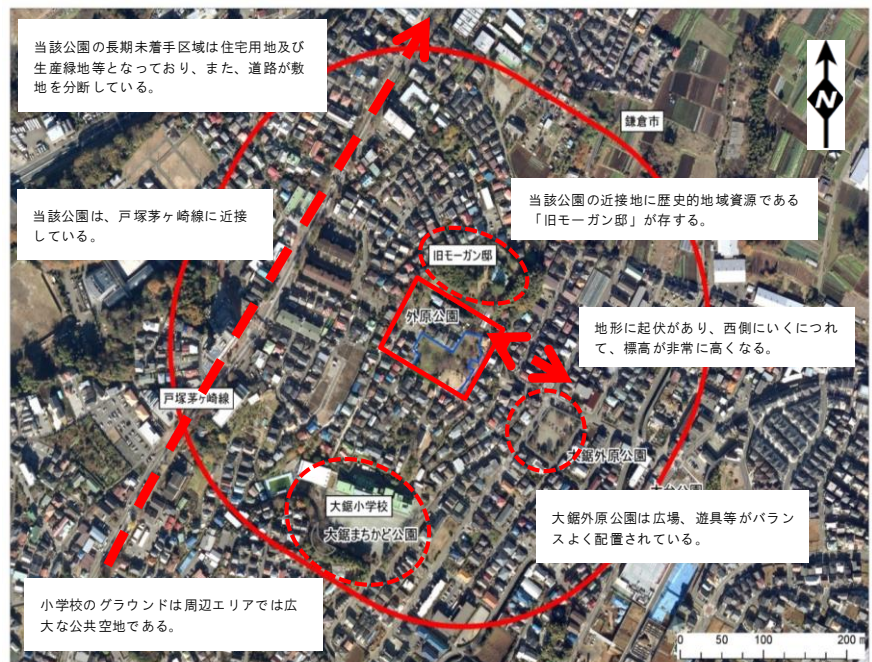 当該公園の長期未着手区域は住宅用地及び
生産緑地等となっており、また、道路が敷
地を分断している。
N
鎌倉市
当該公園は、戸塚茅ヶ崎線に近接
している。
当該公園の近接地に歴史的地域資源である
「旧モーガン邸」が存する。
旧モーガン邸
外原公園
地形に起伏があり、西側にいくにつれ
て、標高が非常に高くなる。
戸塚茅ヶ崎線
大鋸外原公園
大鋸小学校
大鋸まちかど公園
大鋸外原公園は広場、遊具等がバラン
スよく配置されている。
小学校のグラウンドは周辺エリアでは広
大な公共空地である。
0 50 100 200 m